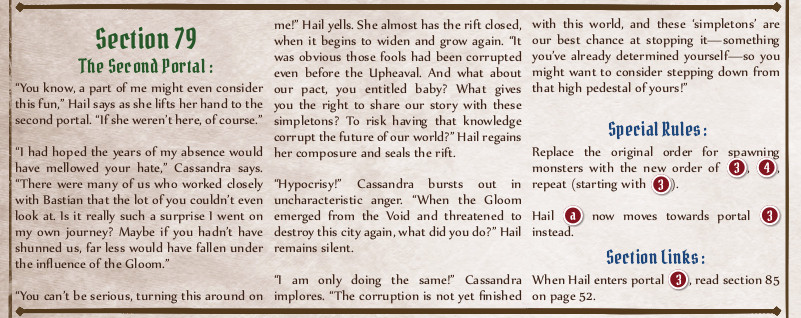 Section 79
The Second Portal:
"You know, a part of me might even consider
this fun," Hail says as she lifts her hand to the
second portal. "If she weren't here, of course."
"I had hoped the years of my absence would
have mellowed your hate," Cassandra says.
"There were many of us who worked closely
with Bastian that the lot of you couldn't even
look at. Is it really such a surprise I went on
my own journey? Maybe if you hadn't have
shunned us, far less would have fallen under
the influence of the Gloom."
"You can't be serious, turning this around on
me!" Hail yells. She almost has the rift closed,
when it begins to widen and grow again. "It
was obvious those fools had been corrupted
even before the Upheaval. And what about
our pact, you entitled baby? What gives
you the right to share our story with these
simpletons? To risk having that knowledge
corrupt the future of our world?" Hail regains
her composure and seals the rift.
"Hypocrisy!" Cassandra bursts out in
uncharacteristic anger. "When the Gloom
emerged from the Void and threatened to
destroy this city again, what did you do?" Hail
remains silent.
"I am only doing the same!" Cassandra
implores. "The corruption is not yet finished
with this world, and these 'simpletons' are
our best chance at stopping it—something
you've already determined yourself—so you
might want to consider stepping down from
that high pedestal of yours!"
Special Rules:
Replace the original order for spawning
monsters with the new order of 3, 4,
repeat (starting with 3).
Hail a now moves towards portal 3
instead.
Section Links:
When Hail enters portal 3, read section 85
on page 52.